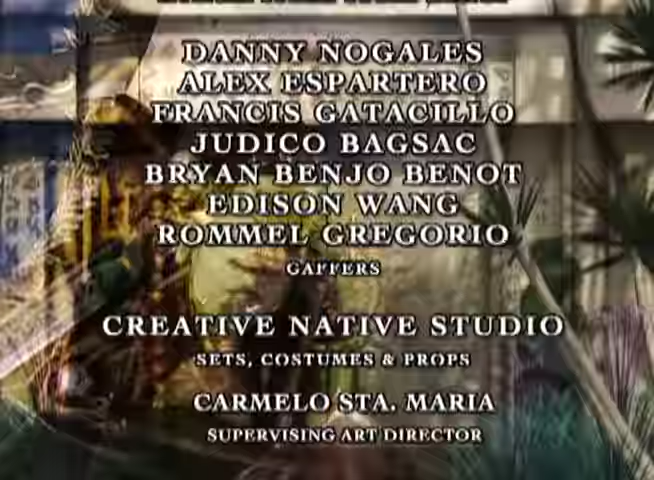 DANNY NOGALES
ALEX ESPARTERO
FRANCIS GATACILLO
JUDICO BAGSAC
BRYAN BENJO BENOT
EDISON WANG
ROMMEL GREGORIO
GAFFERS
CREATIVE NATIVE STUDIO
SETS, COSTUMES & PROPS
CARMELO STA. MARIA
SUPERVISING ART DIRECTOR